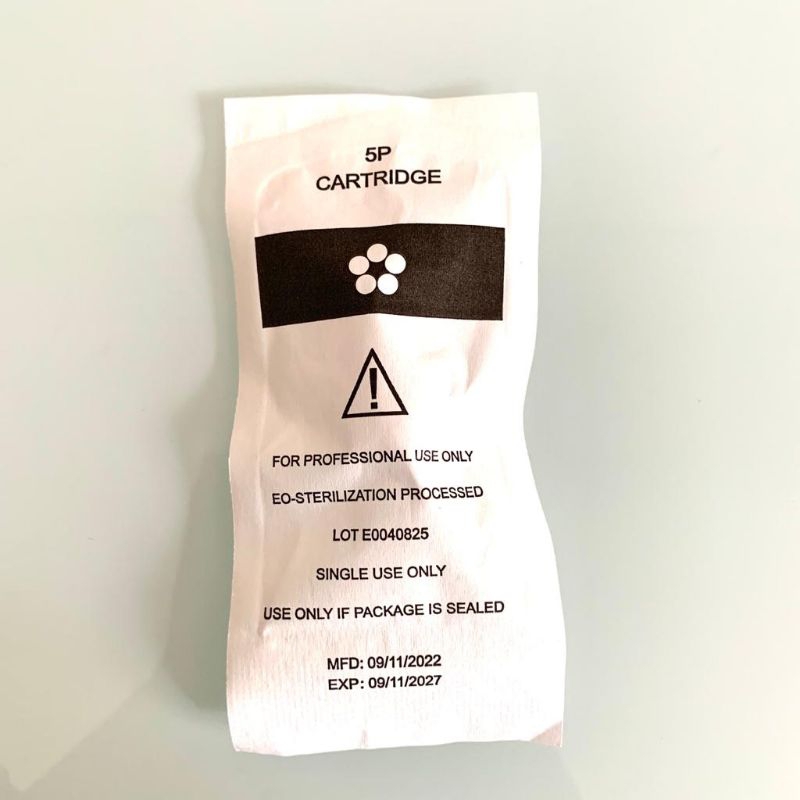 5P
CARTRIDGE
!
FOR PROFESSIONAL USE ONLY
EO-STERILIZATION PROCESSED
LOT E0040825
SINGLE USE ONLY
USE ONLY IF PACKAGE IS SEALED
MFD: 09/11/2022
EXP: 09/11/2027